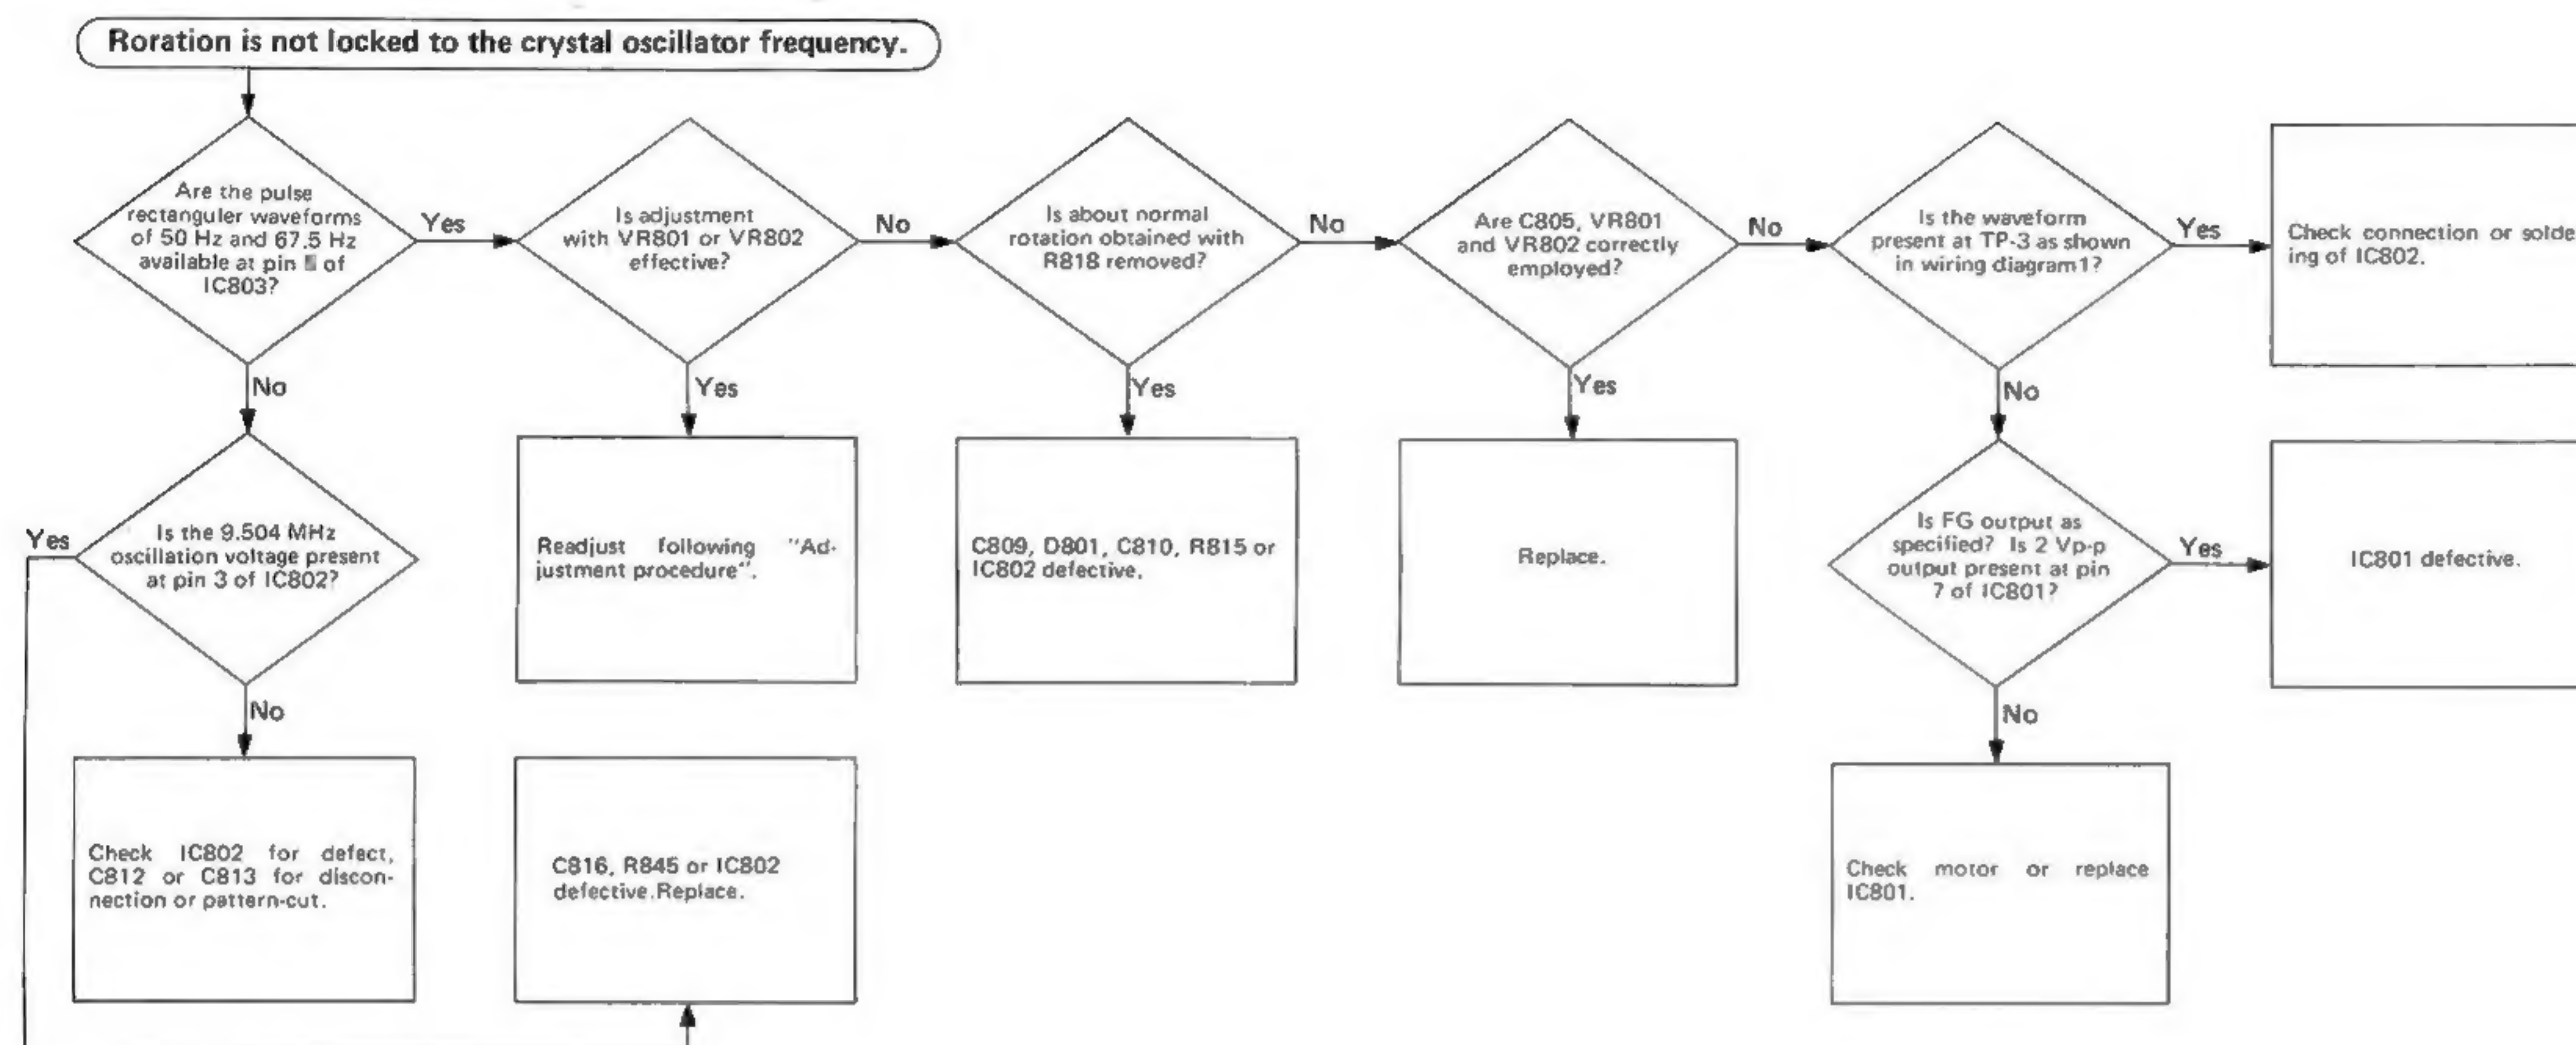 Roration is not locked to the crystal oscillator frequency.
Are the pulse
rectanguler waveforms
of 50 Hz and 67.5 Hz
available at pin of
IC803?
Yes
No
Is adjustment
with VR801 or VR802
effective?
No
Yes
Is about normal
rotation obtained with
R818 removed?
No
Yes
Are C805, VR801
and VR802 correctly
employed?
No
Yes
Is the waveform
present at TP-3 as shown
in wiring diagram1?
Yes
No
Check connection or solde
ing of IC802.
Yes
Is the 9.504 MHz
oscillation voltage present
at pin 3 of IC802?
No
Readjust following "Ad-
justment procedure".
C809, D801, C810, R815 or
IC802 defective.
Replace.
Is FG output as
specified? Is 2 Vp-p
output present at pin
7 of IC801?
Yes
No
IC801 defective.
Check IC802 for defect,
C812 or C813 for discon-
nection or pattern-cut.
C816, R845 or IC802
defective.Replace.
Check motor or replace
IC801.